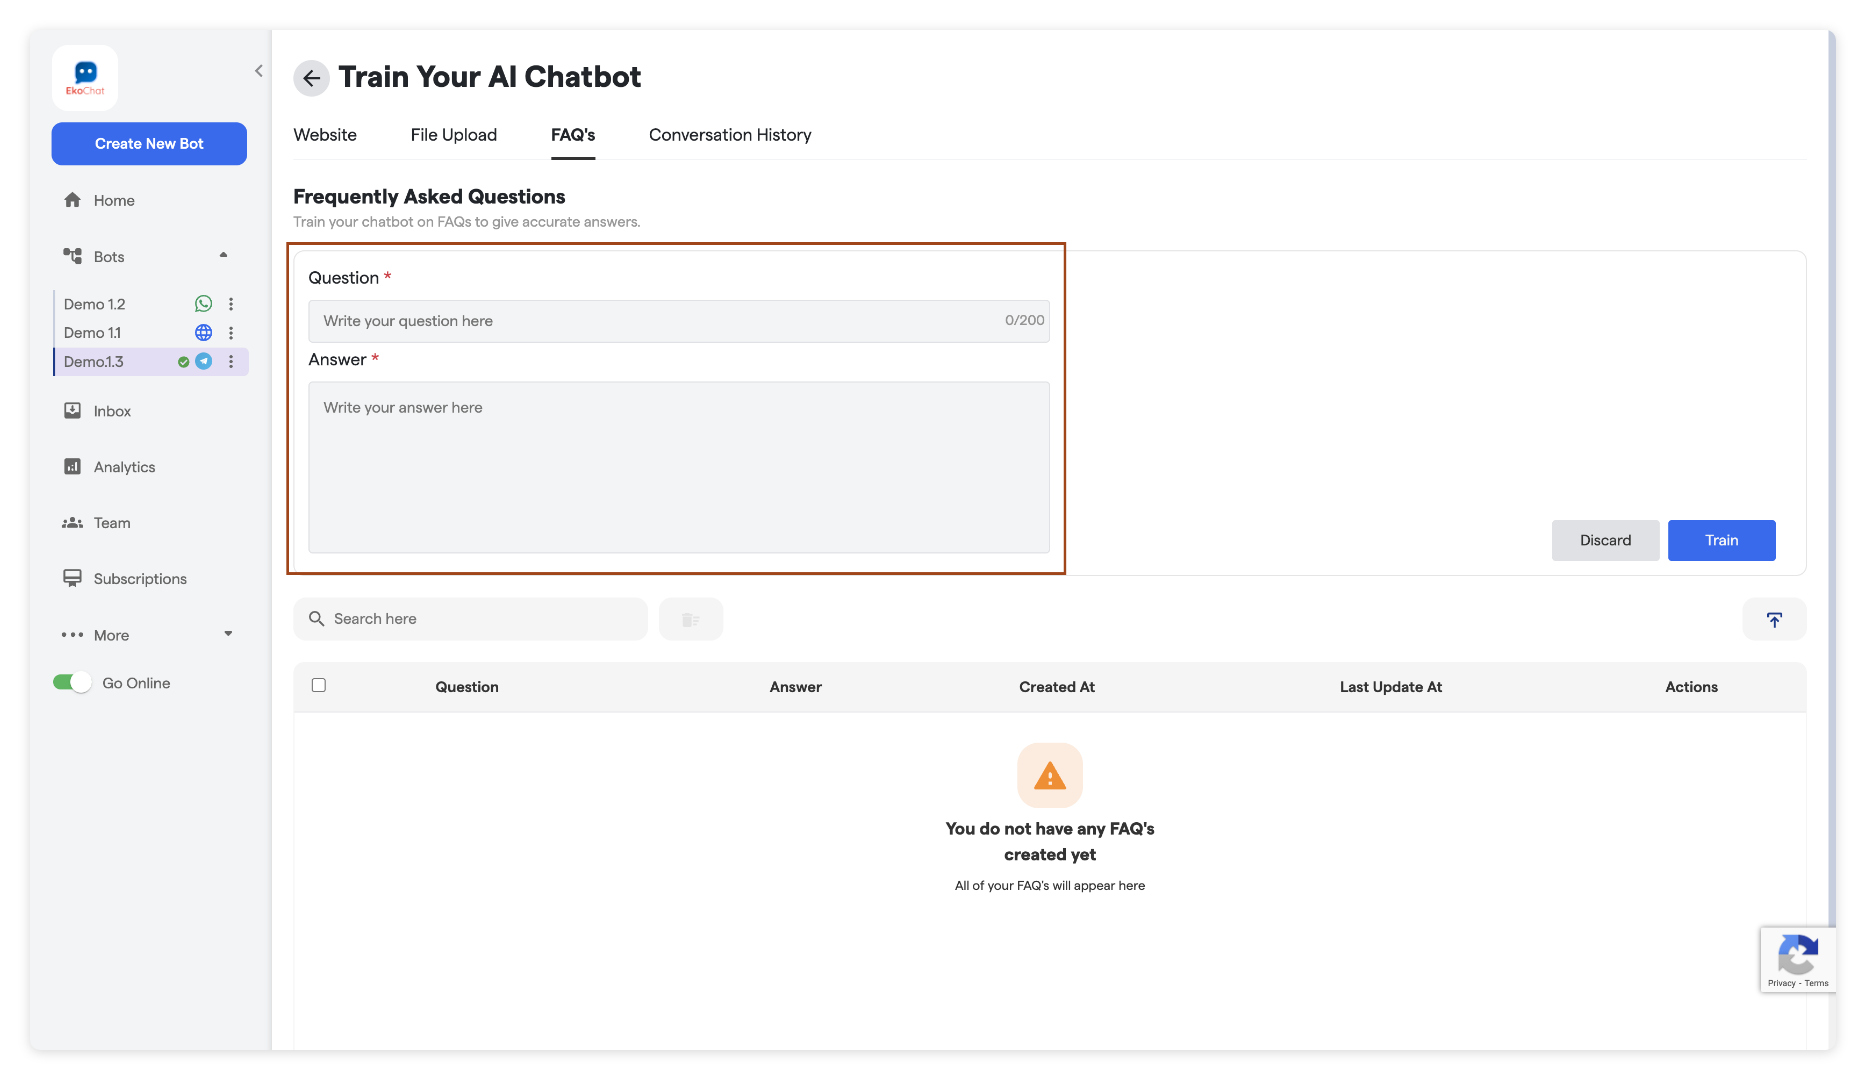 EkoChat
Create New Bot
Home
Bots
Demo 1.2
Demo 1.1
Demo.1.3
Inbox
Analytics
Team
Subscriptions
More
Go Online
Train Your AI Chatbot
Website File Upload FAQ's Conversation History
Frequently Asked Questions
Train your chatbot on FAQs to give accurate answers.
Question *
Write your question here 0/200
Answer *
Write your answer here
Discard Train
Search here
Question Answer Created At Last Update At Actions
You do not have any FAQ's
created yet
All of your FAQ's will appear here
Privacy - Terms